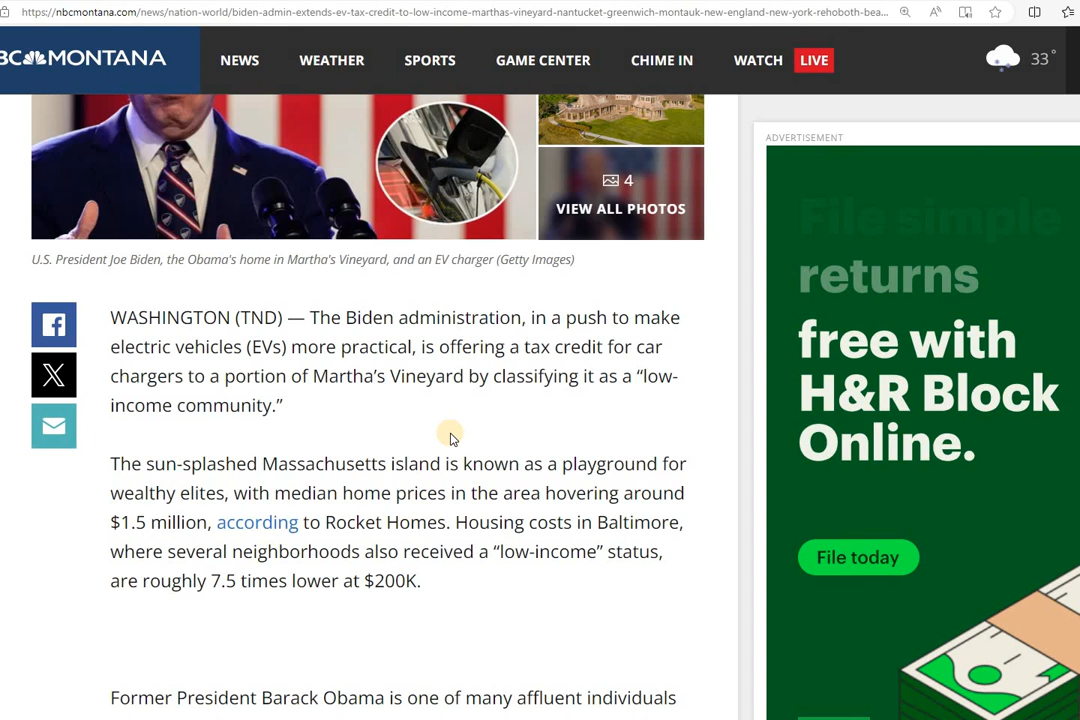 https://nbcmontana.com/news/nation-world/biden-admin-extends-ev-tax-credit-to-low-income-marthas-vineyard-nantucket-greenwich-montauk-new-england-new-york-rehoboth-bea...
BC MONTANA
NEWS
WEATHER
SPORTS
GAME CENTER
CHIME IN
WATCH
LIVE
33°
4
VIEW ALL PHOTOS
U.S. President Joe Biden, the Obama's home in Martha's Vineyard, and an EV charger (Getty Images)
WASHINGTON (TND) — The Biden administration, in a push to make
electric vehicles (EVs) more practical, is offering a tax credit for car
chargers to a portion of Martha’s Vineyard by classifying it as a “low-
income community.”
The sun-splashed Massachusetts island is known as a playground for
wealthy elites, with median home prices in the area hovering around
$1.5 million, according to Rocket Homes. Housing costs in Baltimore,
where several neighborhoods also received a “low-income” status,
are roughly 7.5 times lower at $200K.
Former President Barack Obama is one of many affluent individuals
ADVERTISEMENT
File simple
returns
free with
H&R Block
Online.
File today